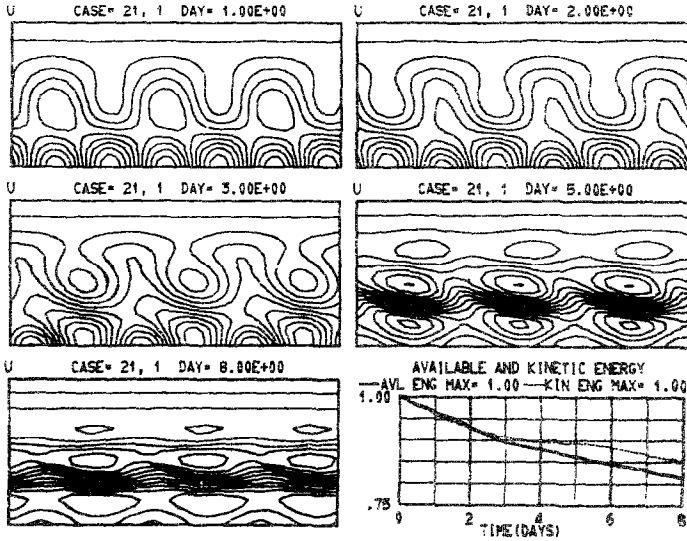 U CASE= 21, 1 DAY= 1.00E+00
U CASE= 21, 1 DAY= 2.00E+00
U CASE= 21, 1 DAY= 3.00E+00
U CASE= 21, 1 DAY= 5.00E+00
U CASE= 21, 1 DAY= 8.00E+00
AVAILABLE AND KINETIC ENERGY
AVL ENG MAX= 1.00 KIN ENG MAX= 1.00
1.00
.75
0 2 4 6 8
TIME(DAYS)